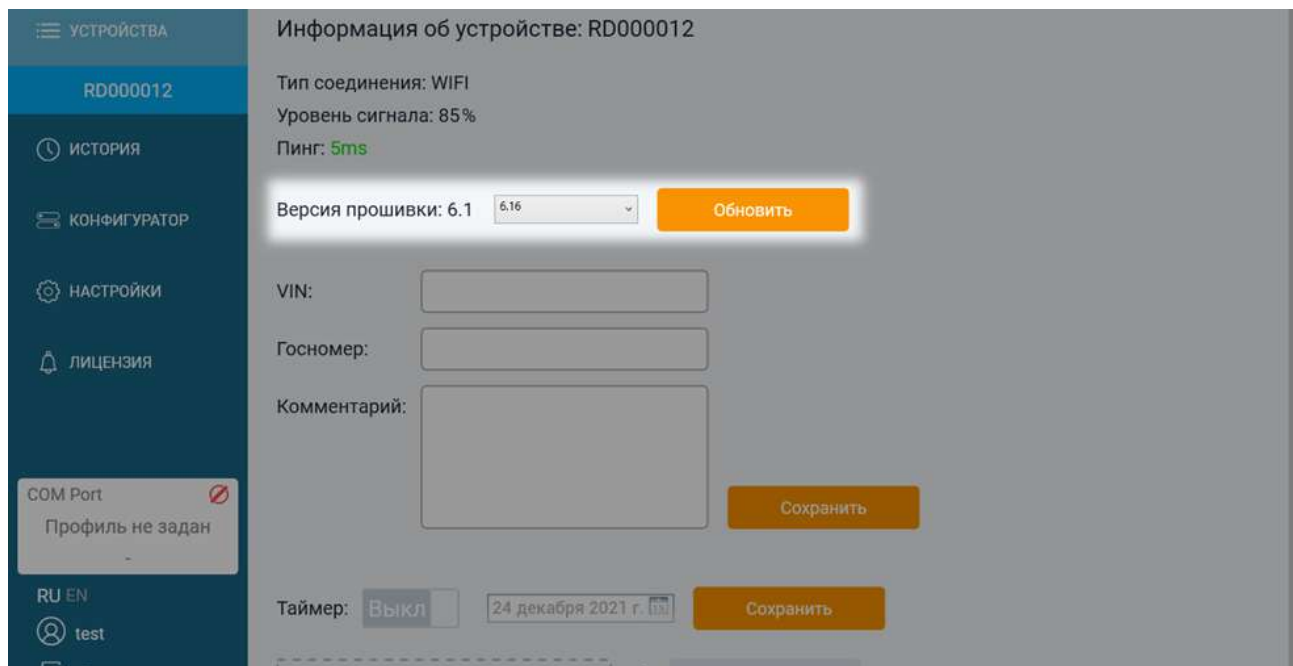 УСТРОЙСТВА
RD000012
ИСТОРИЯ
КОНФИГУРАТОР
НАСТРОЙКИ
ЛИЦЕНЗИЯ
COM Port
Профиль не задан
-
RU EN
test
Информация об устройстве: RD000012
Тип соединения: WIFI
Уровень сигнала: 85%
Пинг: 5ms
Версия прошивки: 6.1 6.16 Обновить
VIN:
Госномер:
Комментарий:
Сохранить
Таймер: Выкл 24 декабря 2021 г. 15 Сохранить